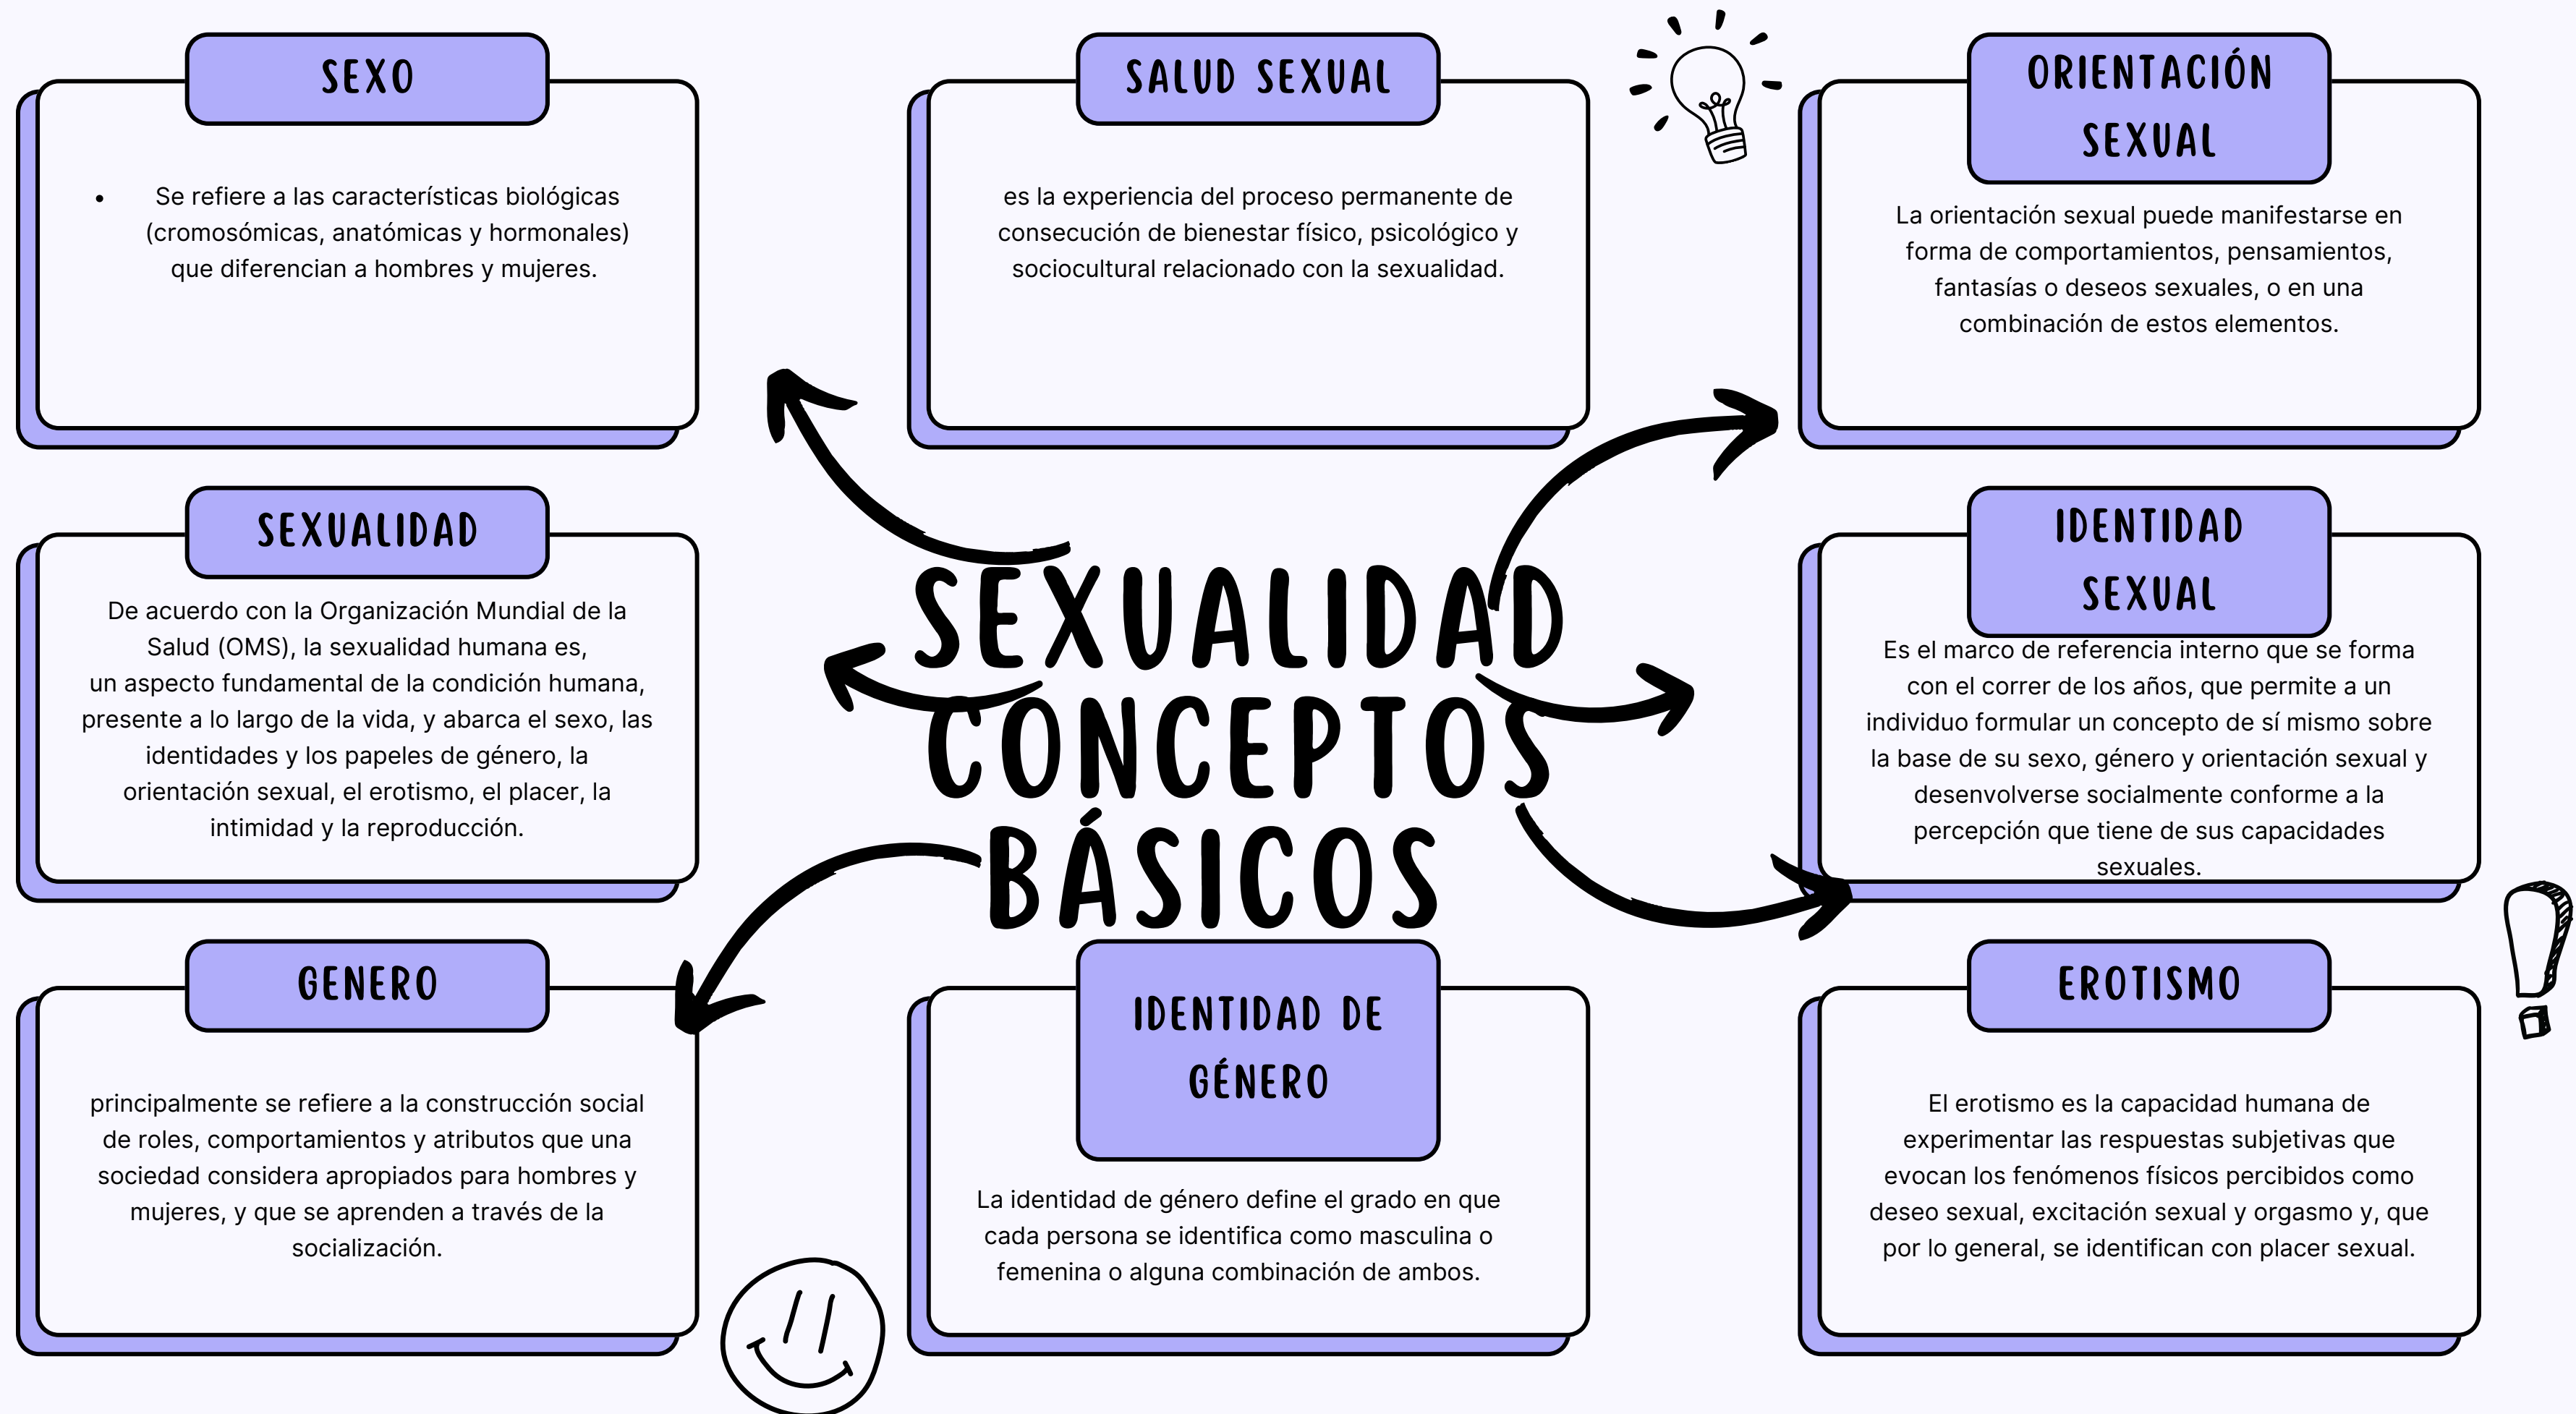 SEXO
• Se refiere a las características biológicas
(cromosómicas, anatómicas y hormonales)
que diferencian a hombres y mujeres.
SALUD SEXUAL
es la experiencia del proceso permanente de
consecución de bienestar físico, psicológico y
sociocultural relacionado con la sexualidad.
ORIENTACIÓN
SEXUAL
La orientación sexual puede manifestarse en
forma de comportamientos, pensamientos,
fantasías o deseos sexuales, o en una
combinación de estos elementos.
SEXUALIDAD
De acuerdo con la Organización Mundial de la
Salud (OMS), la sexualidad humana es,
un aspecto fundamental de la condición humana,
presente a lo largo de la vida, y abarca el sexo, las
identidades y los papeles de género, la
orientación sexual, el erotismo, el placer, la
intimidad y la reproducción.
SEXUALIDAD
CONCEPTOS
BÁSICOS
IDENTIDAD
SEXUAL
Es el marco de referencia interno que se forma
con el correr de los años, que permite a un
individuo formular un concepto de sí mismo sobre
la base de su sexo, género y orientación sexual y
desenvolverse socialmente conforme a la
percepción que tiene de sus capacidades
sexuales.
GENERO
principalmente se refiere a la construcción social
de roles, comportamientos y atributos que una
sociedad considera apropiados para hombres y
mujeres, y que se aprenden a través de la
socialización.
IDENTIDAD DE
GÉNERO
La identidad de género define el grado en que
cada persona se identifica como masculina o
femenina o alguna combinación de ambos.
EROTISMO
El erotismo es la capacidad humana de
experimentar las respuestas subjetivas que
evocan los fenómenos físicos percibidos como
deseo sexual, excitación sexual y orgasmo y, que
por lo general, se identifican con placer sexual.